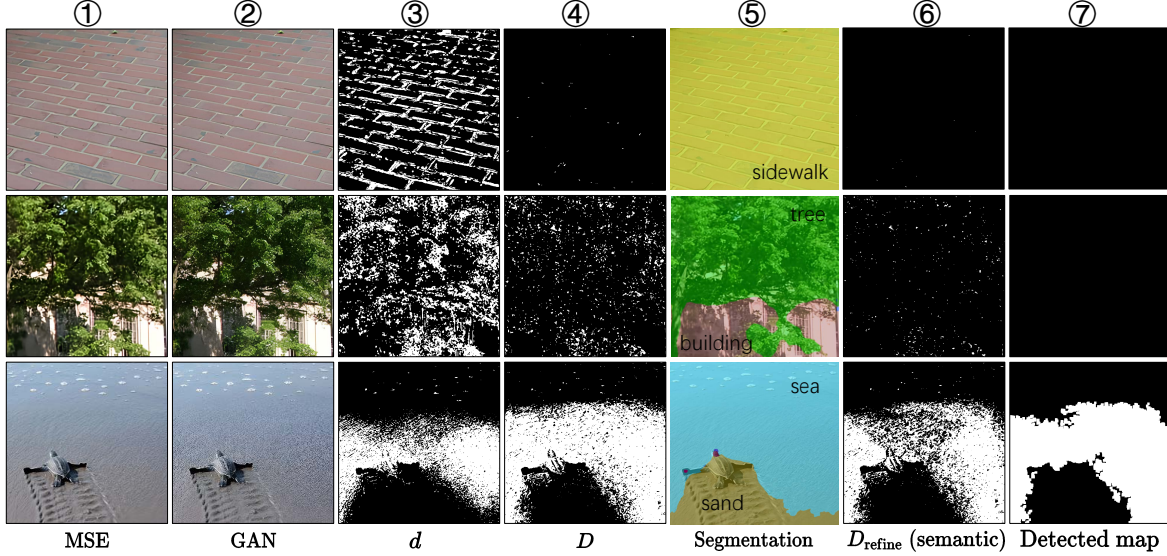 ① ② ③ ④ ⑤ ⑥ ⑦
sidewalk
tree
building
sea
sand
MSE GAN d D Segmentation D_refine (semantic) Detected map